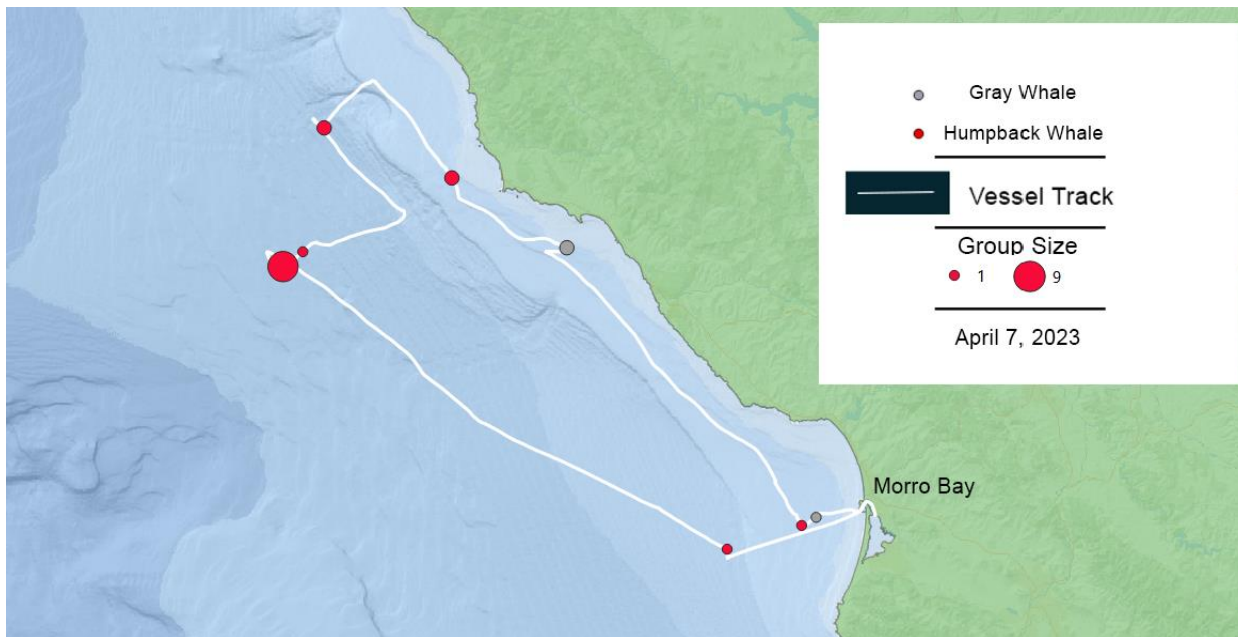 Gray Whale
Humpback Whale
Vessel Track
Group Size
1 9
April 7, 2023
Morro Bay